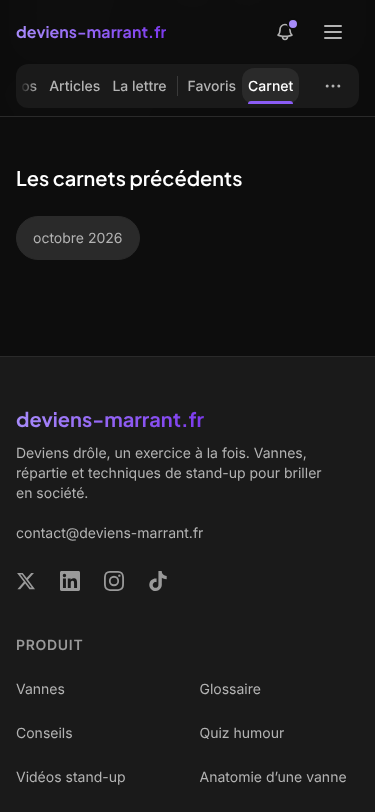 deviens-marrant.fr
os Articles La lettre Favoris Carnet
Les carnets précédents
octobre 2026
deviens-marrant.fr
Deviens drôle, un exercice à la fois. Vannes,
répartie et techniques de stand-up pour briller
en société.
contact@deviens-marrant.fr
PRODUIT
Vannes Glossaire
Conseils Quiz humour
Vidéos stand-up Anatomie d’une vanne